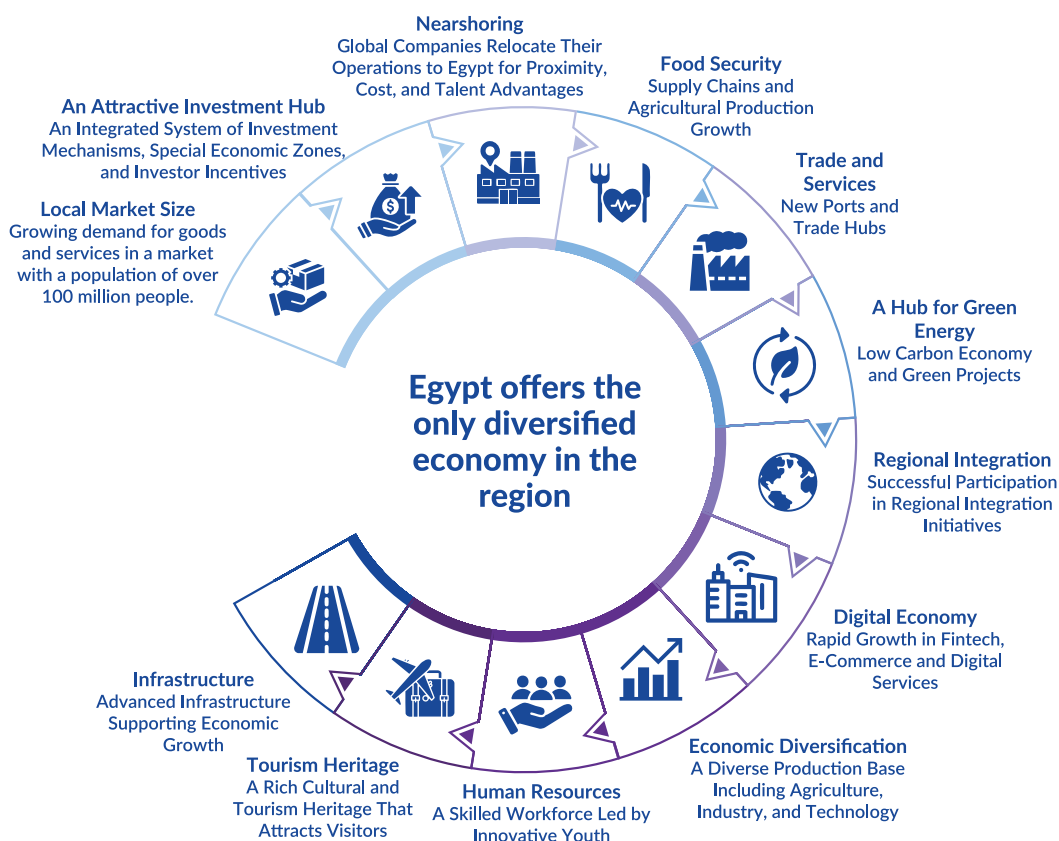 Nearshoring
Global Companies Relocate Their
Operations to Egypt for Proximity,
Cost, and Talent Advantages
Food Security
Supply Chains and
Agricultural Production
Growth
An Attractive Investment Hub
An Integrated System of Investment
Mechanisms, Special Economic Zones,
and Investor Incentives
Trade and
Services
New Ports and
Trade Hubs
Local Market Size
Growing demand for goods
and services in a market
with a population of over
100 million people.
A Hub for Green
Energy
Low Carbon Economy
and Green Projects
Egypt offers the
only diversified
economy in the
region
Regional Integration
Successful Participation
in Regional Integration
Initiatives
Digital Economy
Rapid Growth in Fintech,
E-Commerce and Digital
Services
Economic Diversification
A Diverse Production Base
Including Agriculture,
Industry, and Technology
Human Resources
A Skilled Workforce Led by
Innovative Youth
Tourism Heritage
A Rich Cultural and
Tourism Heritage That
Attracts Visitors
Infrastructure
Advanced Infrastructure
Supporting Economic
Growth